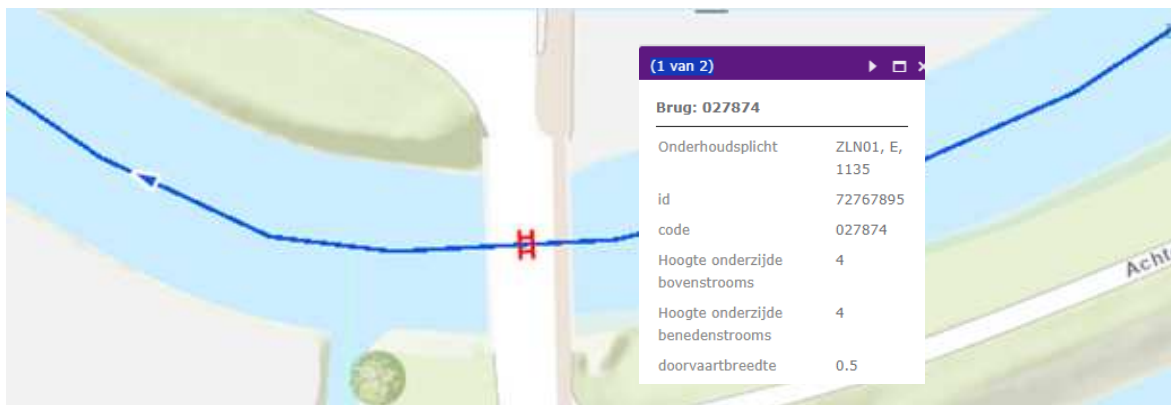 (1 van 2)
Brug: 027874
Onderhoudsplicht ZLN01, E,
1135
id 72767895
code 027874
Hoogte onderzijde 4
bovenstrooms
Hoogte onderzijde 4
benedenstrooms
doorvaartbreedte 0.5
Acht